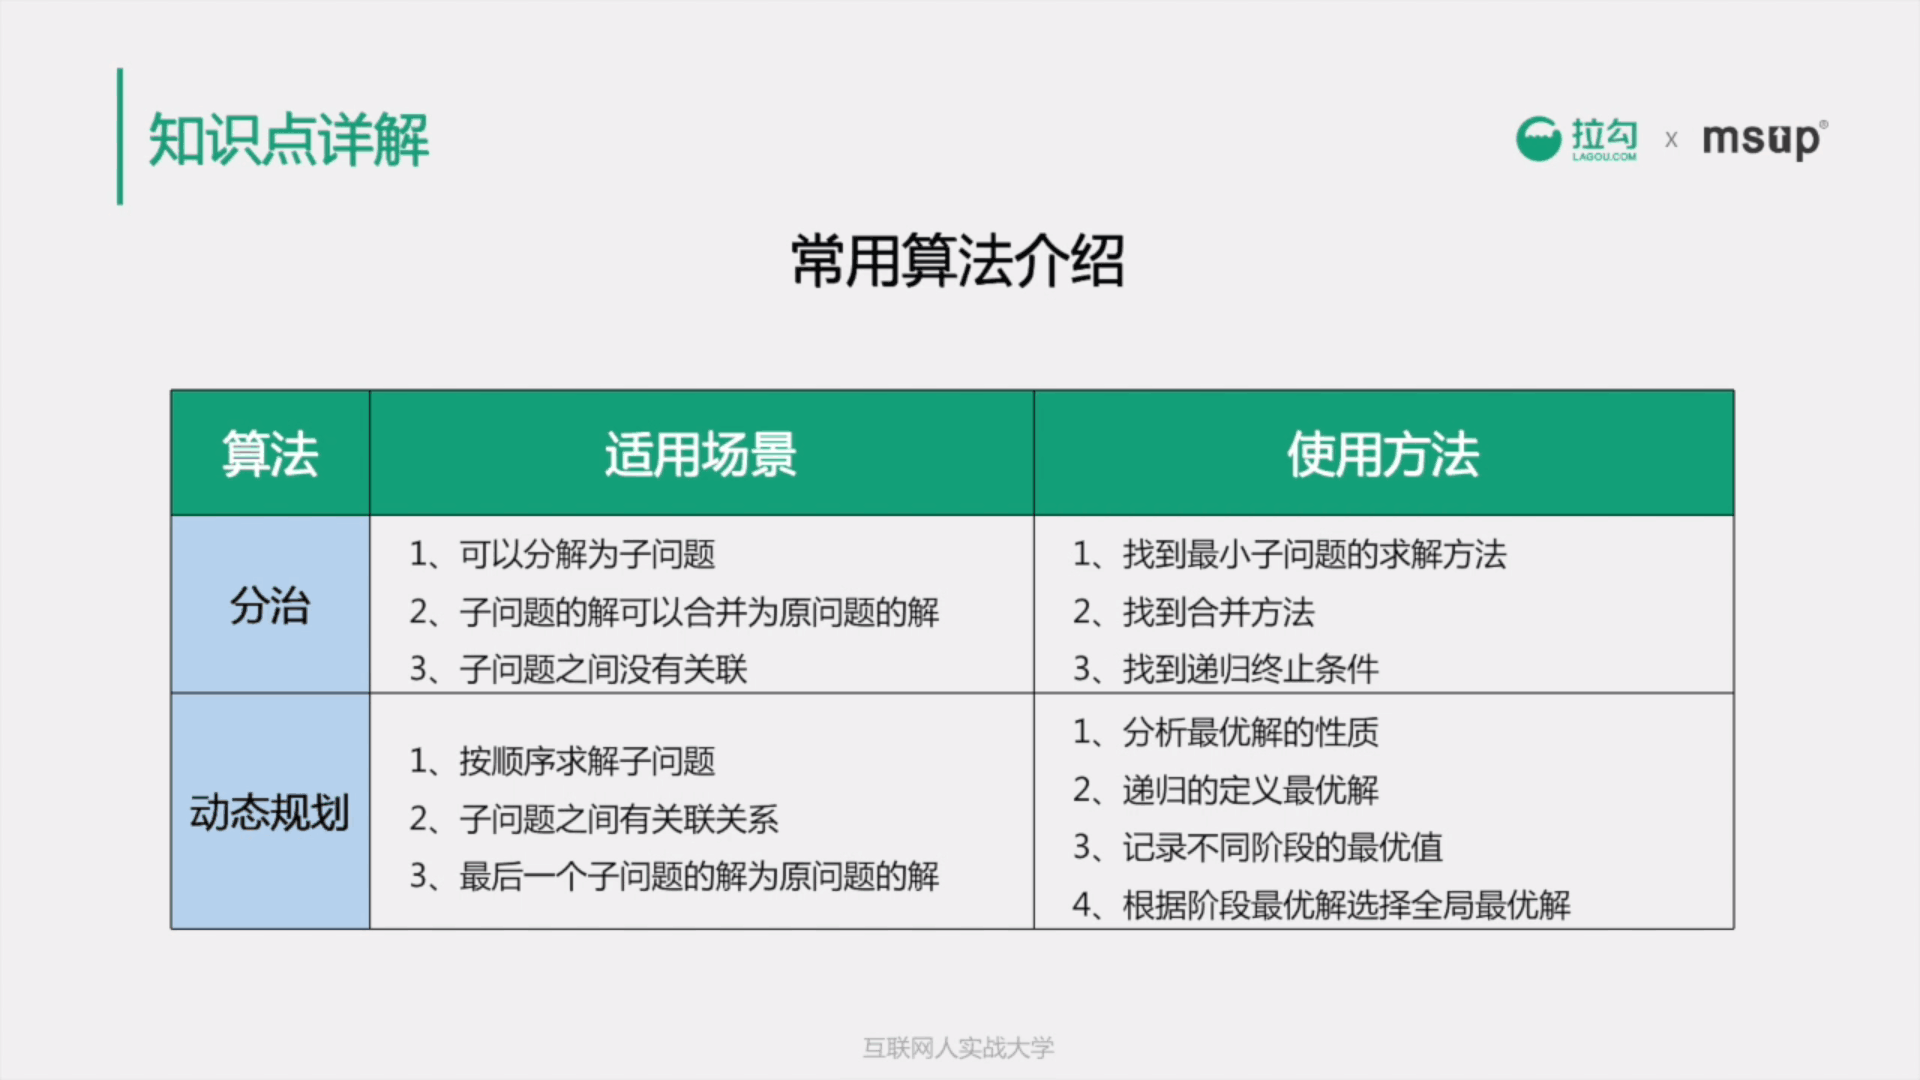 知识点详解
拉勾
LAGOU.COM
x
msup®
常用算法介绍
算法
适用场景
使用方法
分治
1、可以分解为子问题
2、子问题的解可以合并为原问题的解
3、子问题之间没有关联
1、找到最小子问题的求解方法
2、找到合并方法
3、找到递归终止条件
动态规划
1、按顺序求解子问题
2、子问题之间有关联关系
3、最后一个子问题的解为原问题的解
1、分析最优解的性质
2、递归的定义最优解
3、记录不同阶段的最优值
4、根据阶段最优解选择全局最优解
互联网人实战大学